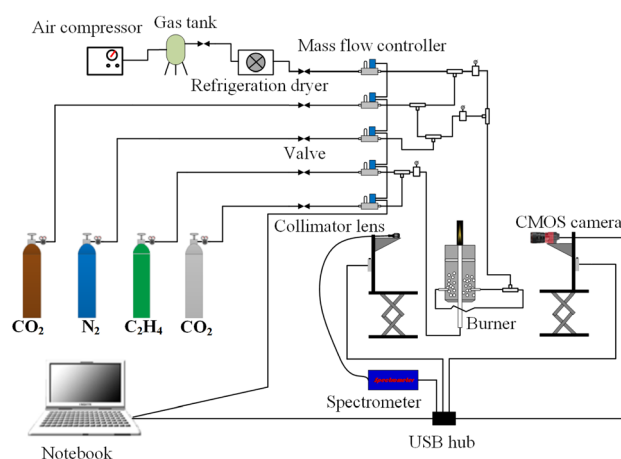 Gas tank
Air compressor
Mass flow controller
Refrigeration dryer
Valve
Collimator lens
CMOS camera
CO₂
N₂
C₂H₄
CO₂
Burner
Spectrometer
USB hub
Notebook